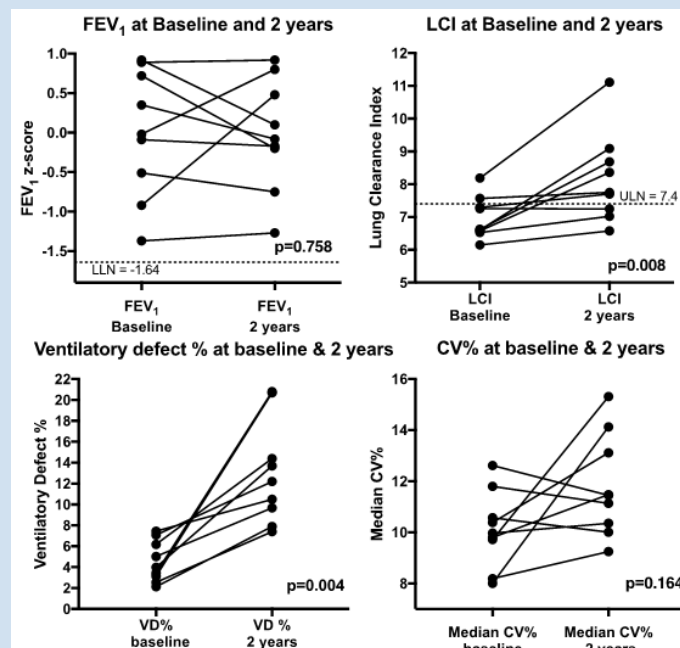 FEV₁ at Baseline and 2 years
1.0
0.5
0.0
-0.5
-1.0
-1.5
FEV₁ z-score
LLN = -1.64
p=0.758
FEV₁
Baseline
FEV₁
2 years
LCI at Baseline and 2 years
12
11
10
9
8
7
6
5
Lung Clearance Index
ULN = 7.4
p=0.008
LCI
Baseline
LCI
2 years
Ventilatory defect % at baseline & 2 years
22
20
18
16
14
12
10
8
6
4
2
0
Ventilatory Defect %
p=0.004
VD%
baseline
VD %
2 years
CV% at baseline & 2 years
16
14
12
10
8
Median CV%
p=0.164
Median CV%
baseline
Median CV%
2 years